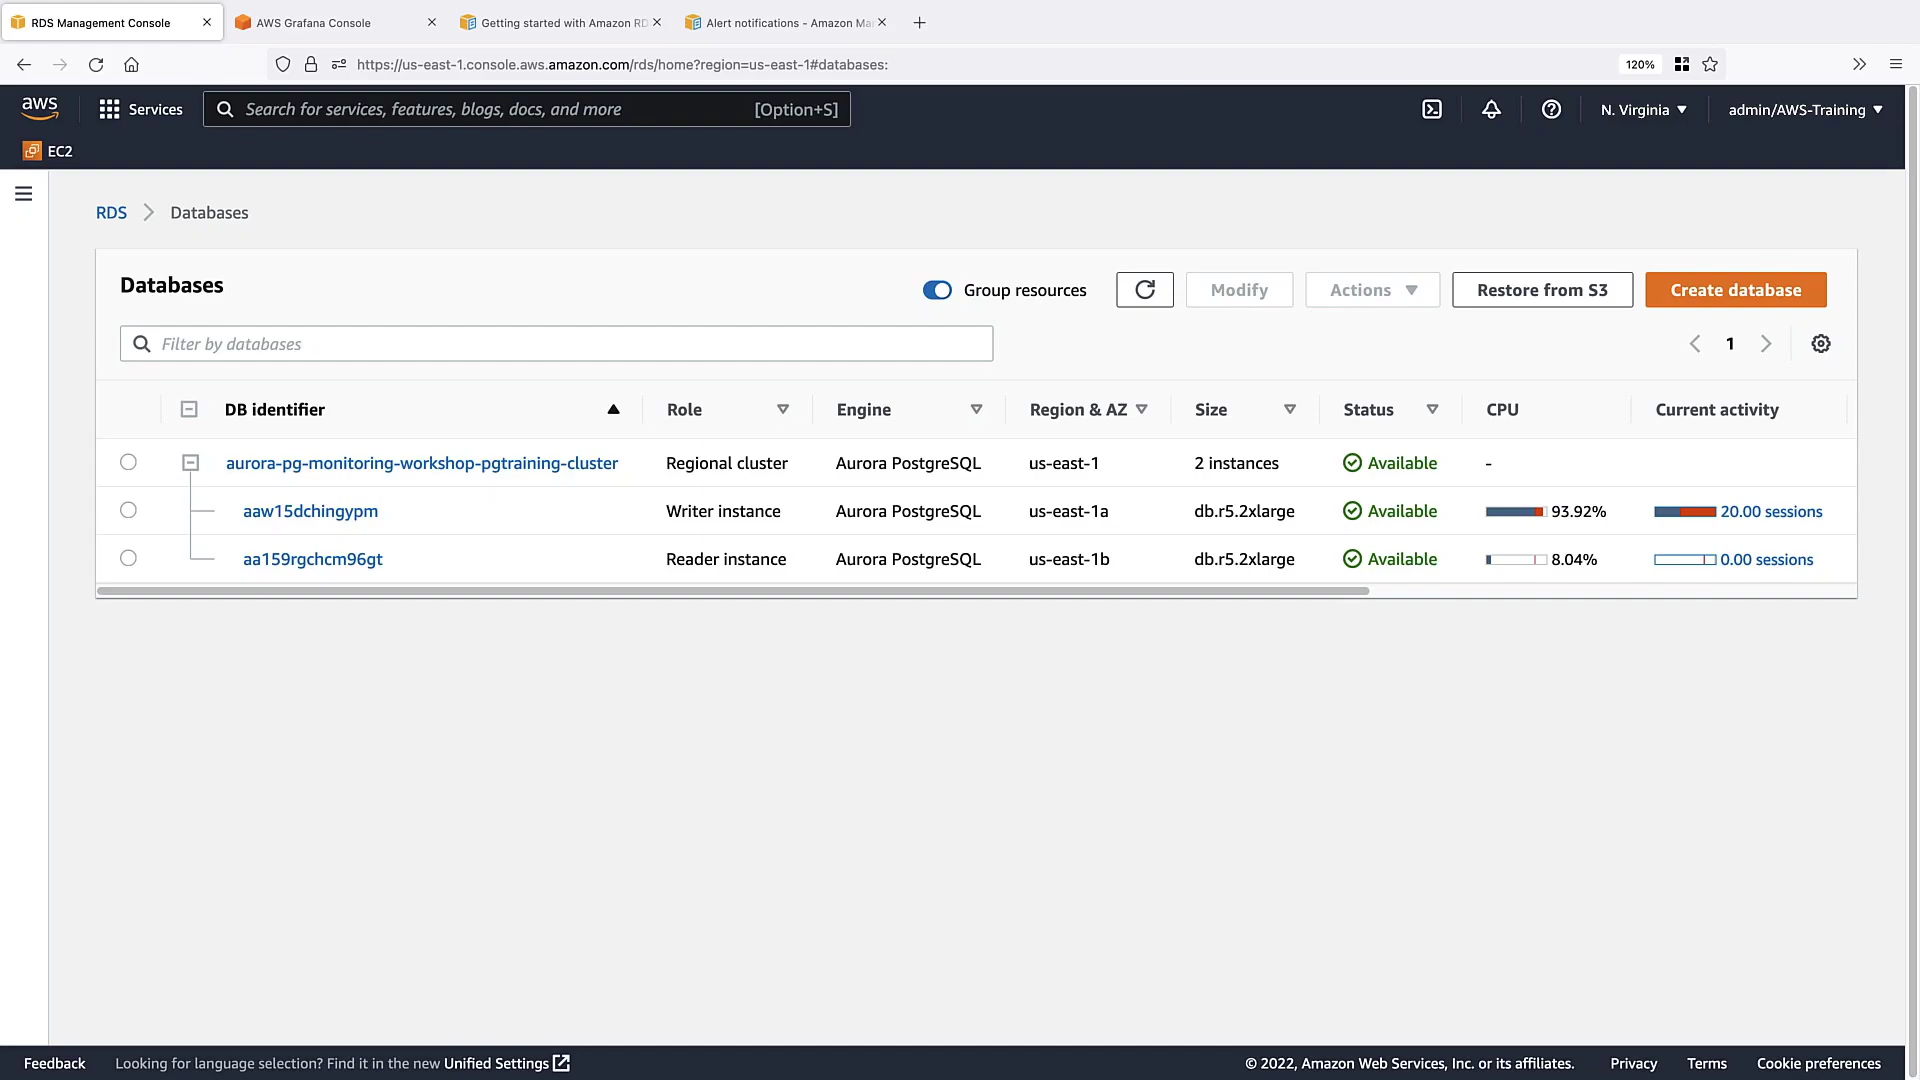 RDS Management Console
AWS Grafana Console
Getting started with Amazon RD
Alert notifications - Amazon Ma
https://us-east-1.console.aws.amazon.com/rds/home?region=us-east-1#databases:
120%
aws
Services
Search for services, features, blogs, docs, and more
[Option+S]
N. Virginia
admin/AWS-Training
EC2
RDS
Databases
Databases
Group resources
Modify
Actions
Restore from S3
Create database
Filter by databases
1
DB identifier Role Engine Region & AZ Size Status CPU Current activity
aurora-pg-monitoring-workshop-pgtraining-cluster Regional cluster Aurora PostgreSQL us-east-1 2 instances Available -
aaw15dchingypm Writer instance Aurora PostgreSQL us-east-1a db.r5.2xlarge Available 93.92% 20.00 sessions
aa159rgchcm96gt Reader instance Aurora PostgreSQL us-east-1b db.r5.2xlarge Available 8.04% 0.00 sessions
Feedback
Looking for language selection? Find it in the new Unified Settings
© 2022, Amazon Web Services, Inc. or its affiliates.
Privacy
Terms
Cookie preferences